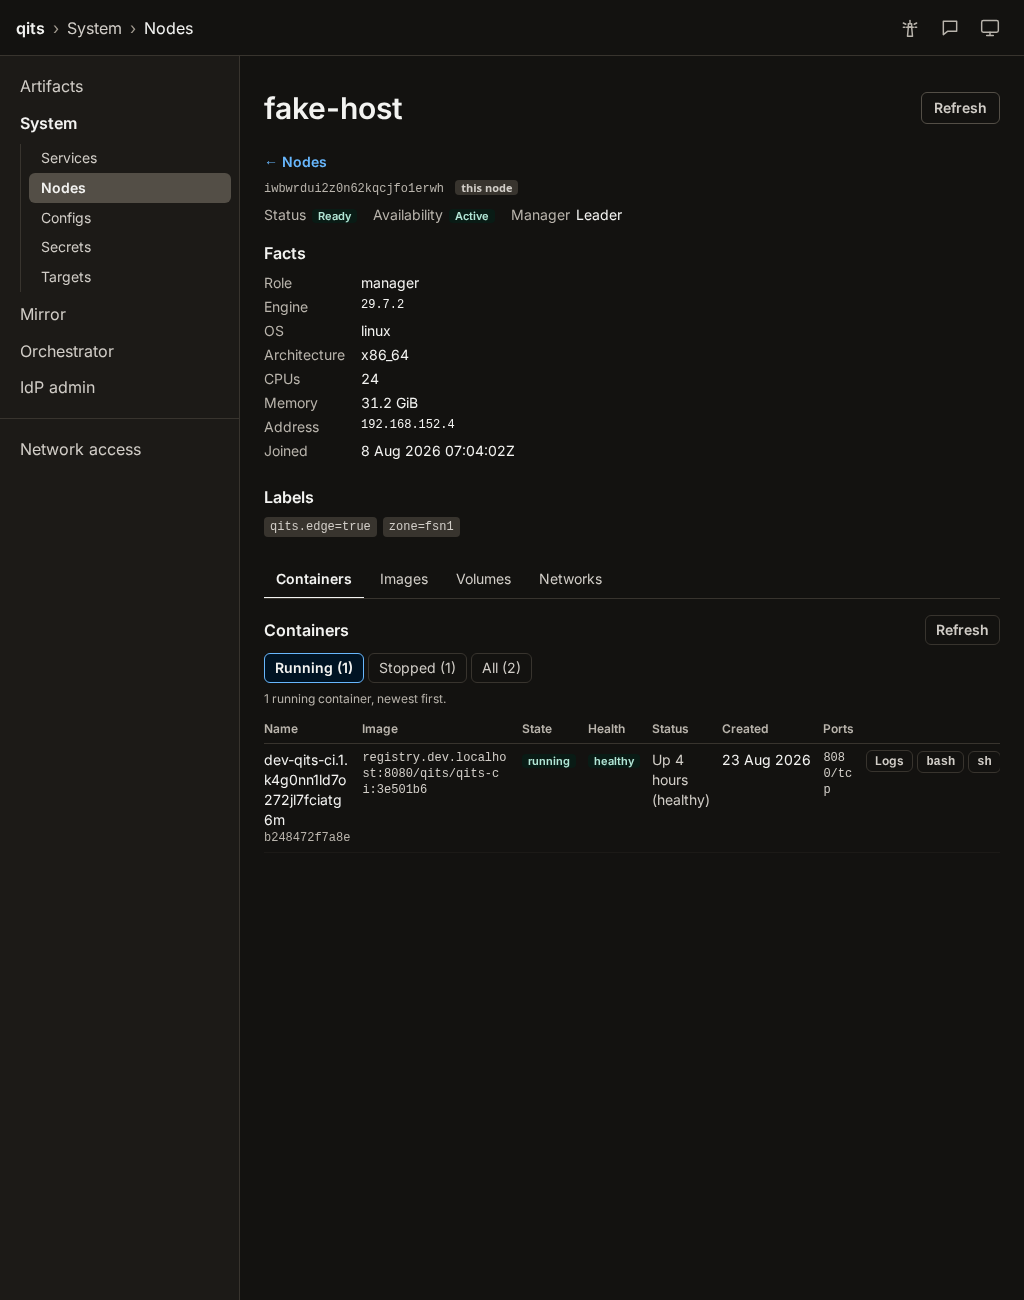 qits › System › Nodes
Artifacts
System
Services
Nodes
Configs
Secrets
Targets
Mirror
Orchestrator
IdP admin
Network access
fake-host
Refresh
← Nodes
iwbwrdui2z0n62kqcjfo1erwh this node
Status Ready Availability Active Manager Leader
Facts
Role manager
Engine 29.7.2
OS linux
Architecture x86_64
CPUs 24
Memory 31.2 GiB
Address 192.168.152.4
Joined 8 Aug 2026 07:04:02Z
Labels
qits.edge=true zone=fsn1
Containers Images Volumes Networks
Containers
Refresh
Running (1) Stopped (1) All (2)
1 running container, newest first.
Name Image State Health Status Created Ports
dev-qits-ci.1.
k4g0nn1ld7o
272jl7fciatg
6m
b248472f7a8e
registry.dev.localho
st:8080/qits/qits-c
i:3e501b6
running
healthy
Up 4
hours
(healthy)
23 Aug 2026
808
0/tc
p
Logs bash sh